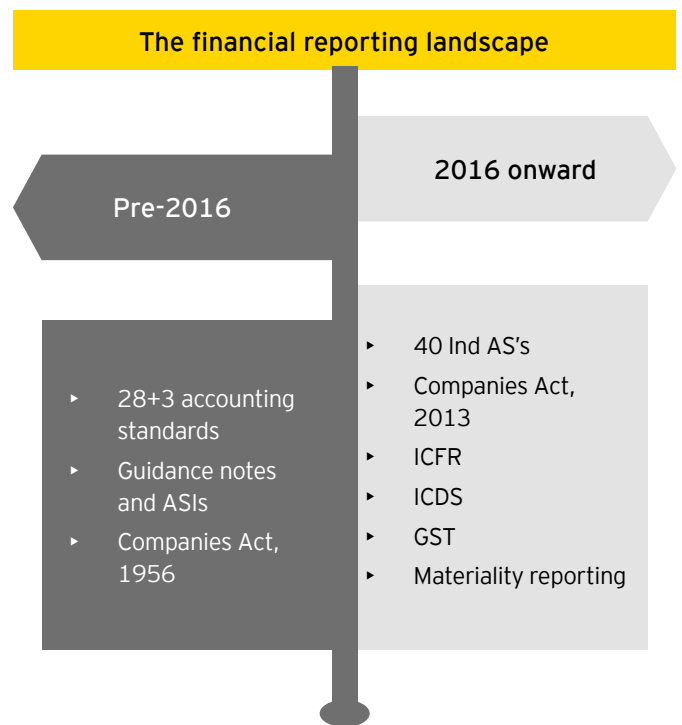 The financial reporting landscape
Pre-2016
28+3 accounting
standards
Guidance notes
and ASIs
Companies Act,
1956
2016 onward
40 Ind AS's
Companies Act,
2013
ICFR
ICDS
GST
Materiality reporting